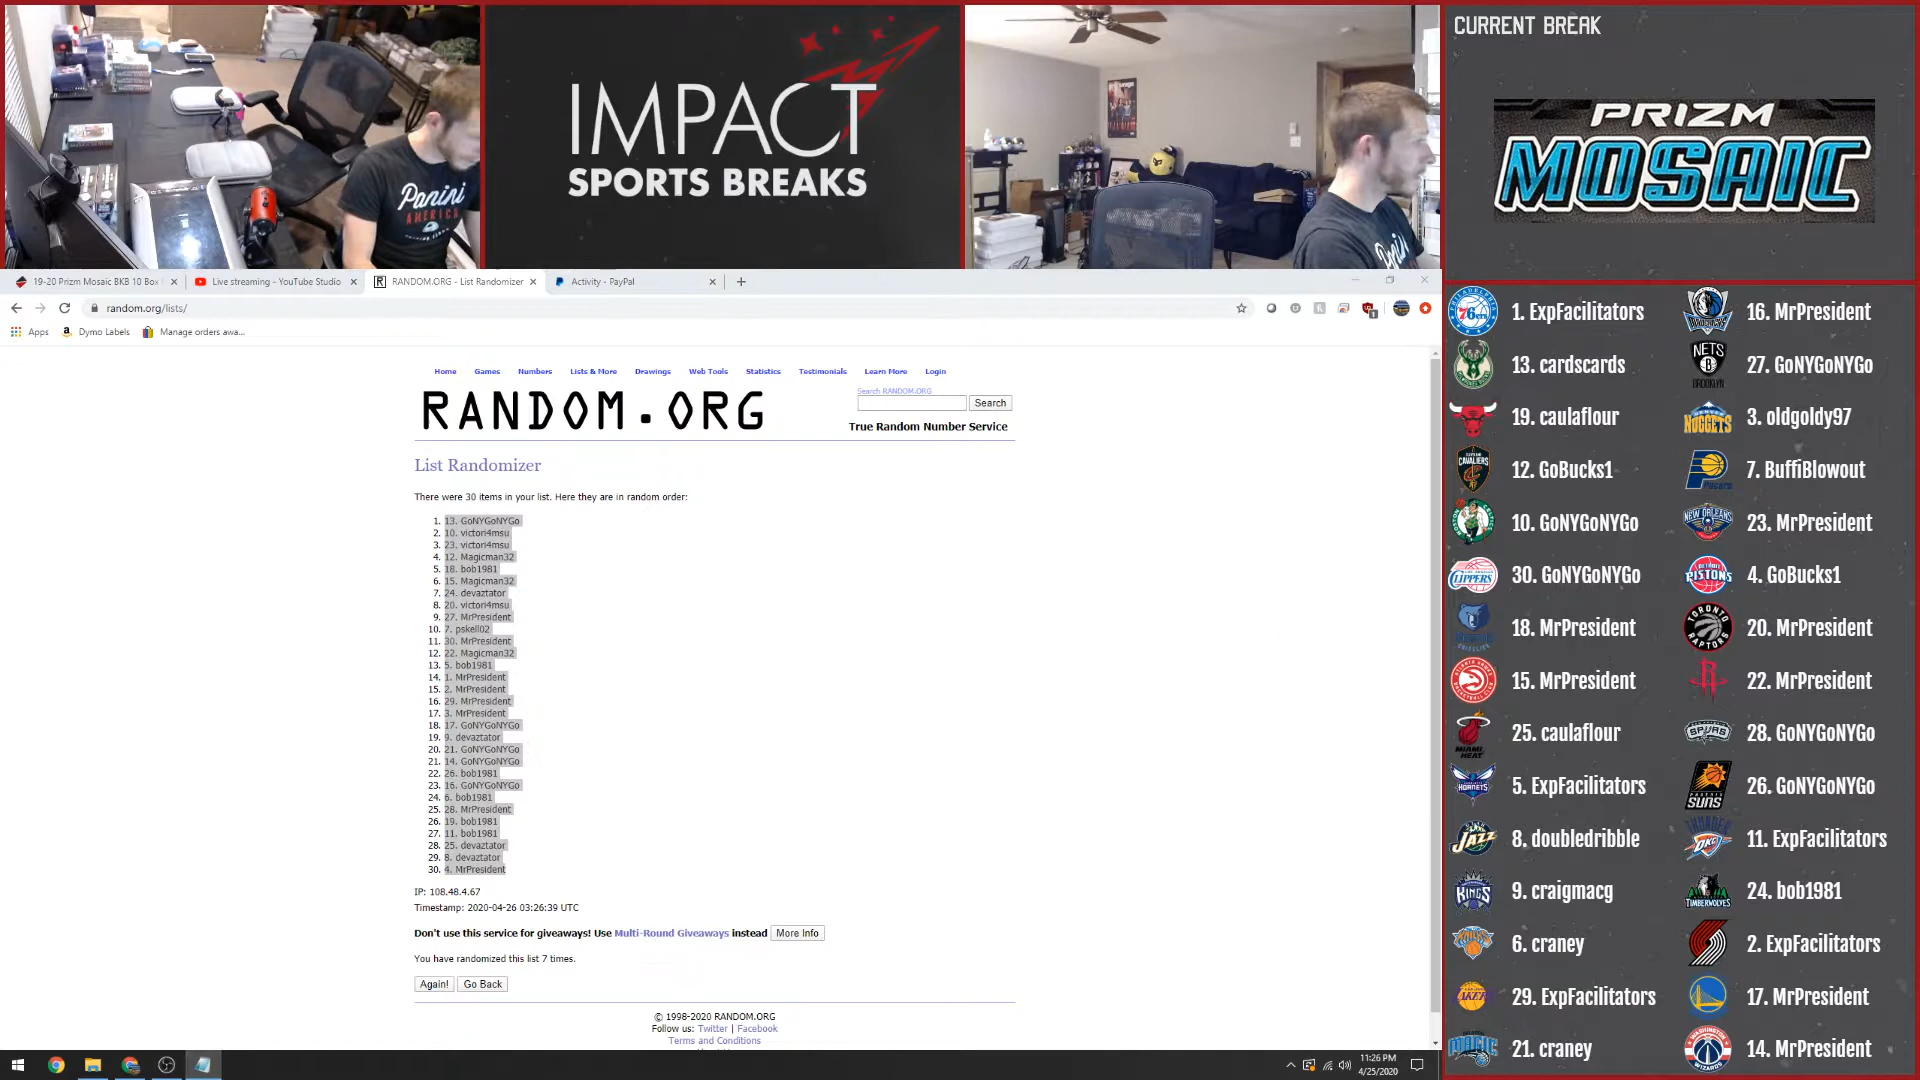 Panini
AMERICA
IMPACT
SPORTS BREAKS
CURRENT BREAK
PRIZM
MOSAIC
19-20 Prizm Mosaic BKB 10 Box
Live streaming - YouTube Studio
RANDOM.ORG - List Randomizer
Activity - PayPal
random.org/lists/
Apps
Dymo Labels
Manage orders awa...
Home
Games
Numbers
Lists & More
Drawings
Web Tools
Statistics
Testimonials
Learn More
Login
RANDOM.ORG
Search RANDOM.ORG
Search
True Random Number Service
List Randomizer
There were 30 items in your list. Here they are in random order:
1. 13. GoNYGoNYGo
2. 10. victori4msu
3. 23. victori4msu
4. 12. Magicman32
5. 18. bob1981
6. 15. Magicman32
7. 24. devaztator
8. 20. victori4msu
9. 27. MrPresident
10. 7. pskell02
11. 30. MrPresident
12. 22. Magicman32
13. 5. bob1981
14. 1. MrPresident
15. 2. MrPresident
16. 29. MrPresident
17. 3. MrPresident
18. 17. GoNYGoNYGo
19. 9. devaztator
20. 21. GoNYGoNYGo
21. 14. GoNYGoNYGo
22. 26. bob1981
23. 16. GoNYGoNYGo
24. 6. bob1981
25. 28. MrPresident
26. 19. bob1981
27. 11. bob1981
28. 25. devaztator
29. 8. devaztator
30. 4. MrPresident
IP: 108.48.4.67
Timestamp: 2020-04-26 03:26:39 UTC
Don't use this service for giveaways! Use Multi-Round Giveaways instead More Info
You have randomized this list 7 times.
Again! Go Back
© 1998-2020 RANDOM.ORG
Follow us: Twitter | Facebook
Terms and Conditions
1. ExpFacilitators
13. cardscards
19. caulaflour
12. GoBucks1
10. GoNYGoNYGo
30. GoNYGoNYGo
18. MrPresident
15. MrPresident
25. caulaflour
5. ExpFacilitators
8. doubledribble
9. craigmacg
6. craney
29. ExpFacilitators
21. craney
16. MrPresident
27. GoNYGoNYGo
3. oldgoldy97
7. BuffiBlowout
23. MrPresident
4. GoBucks1
20. MrPresident
22. MrPresident
28. GoNYGoNYGo
26. GoNYGoNYGo
11. ExpFacilitators
24. bob1981
2. ExpFacilitators
17. MrPresident
14. MrPresident
11:26 PM
4/25/2020